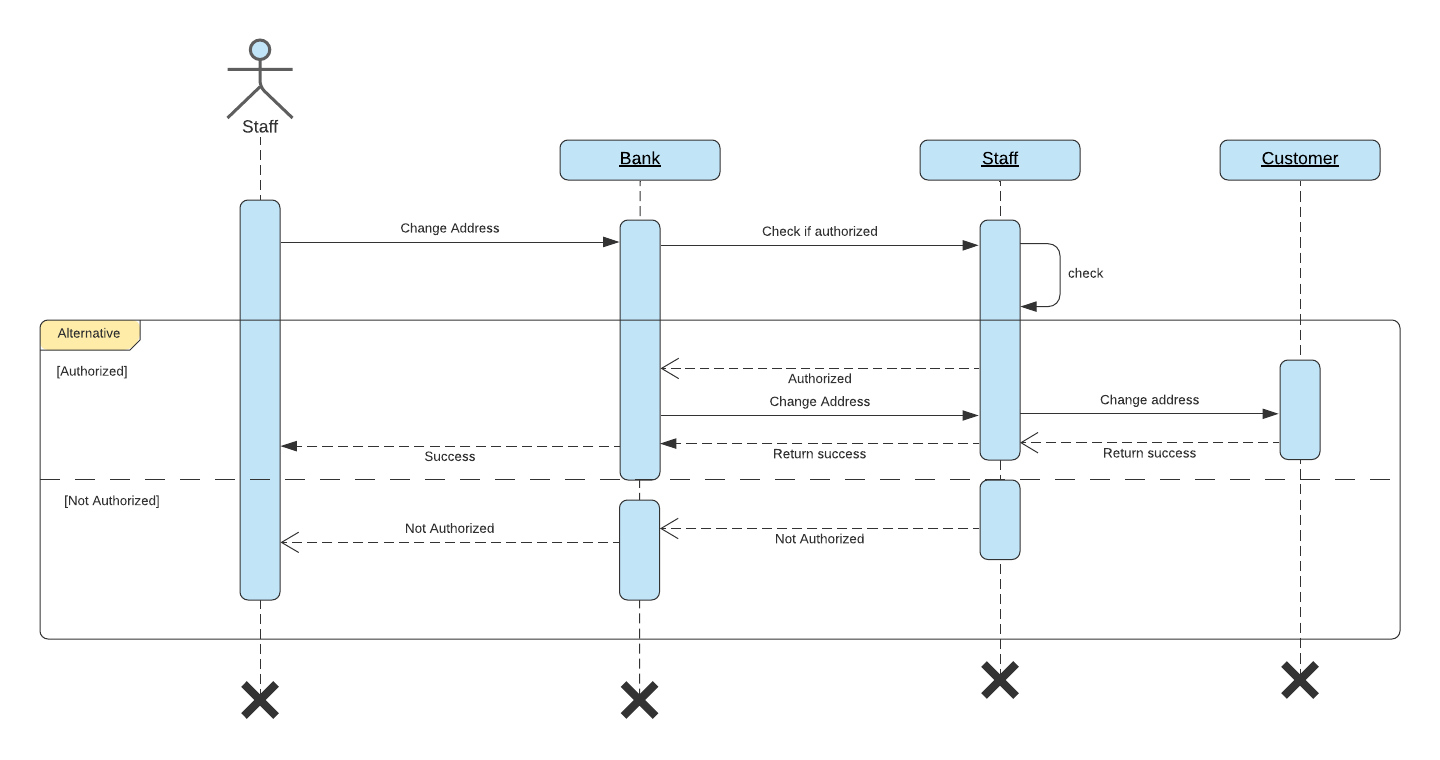 Staff
Bank
Staff
Customer
Change Address
Check if authorized
check
Alternative
[Authorized]
Authorized
Change Address
Change address
Success
Return success
Return success
[Not Authorized]
Not Authorized
Not Authorized